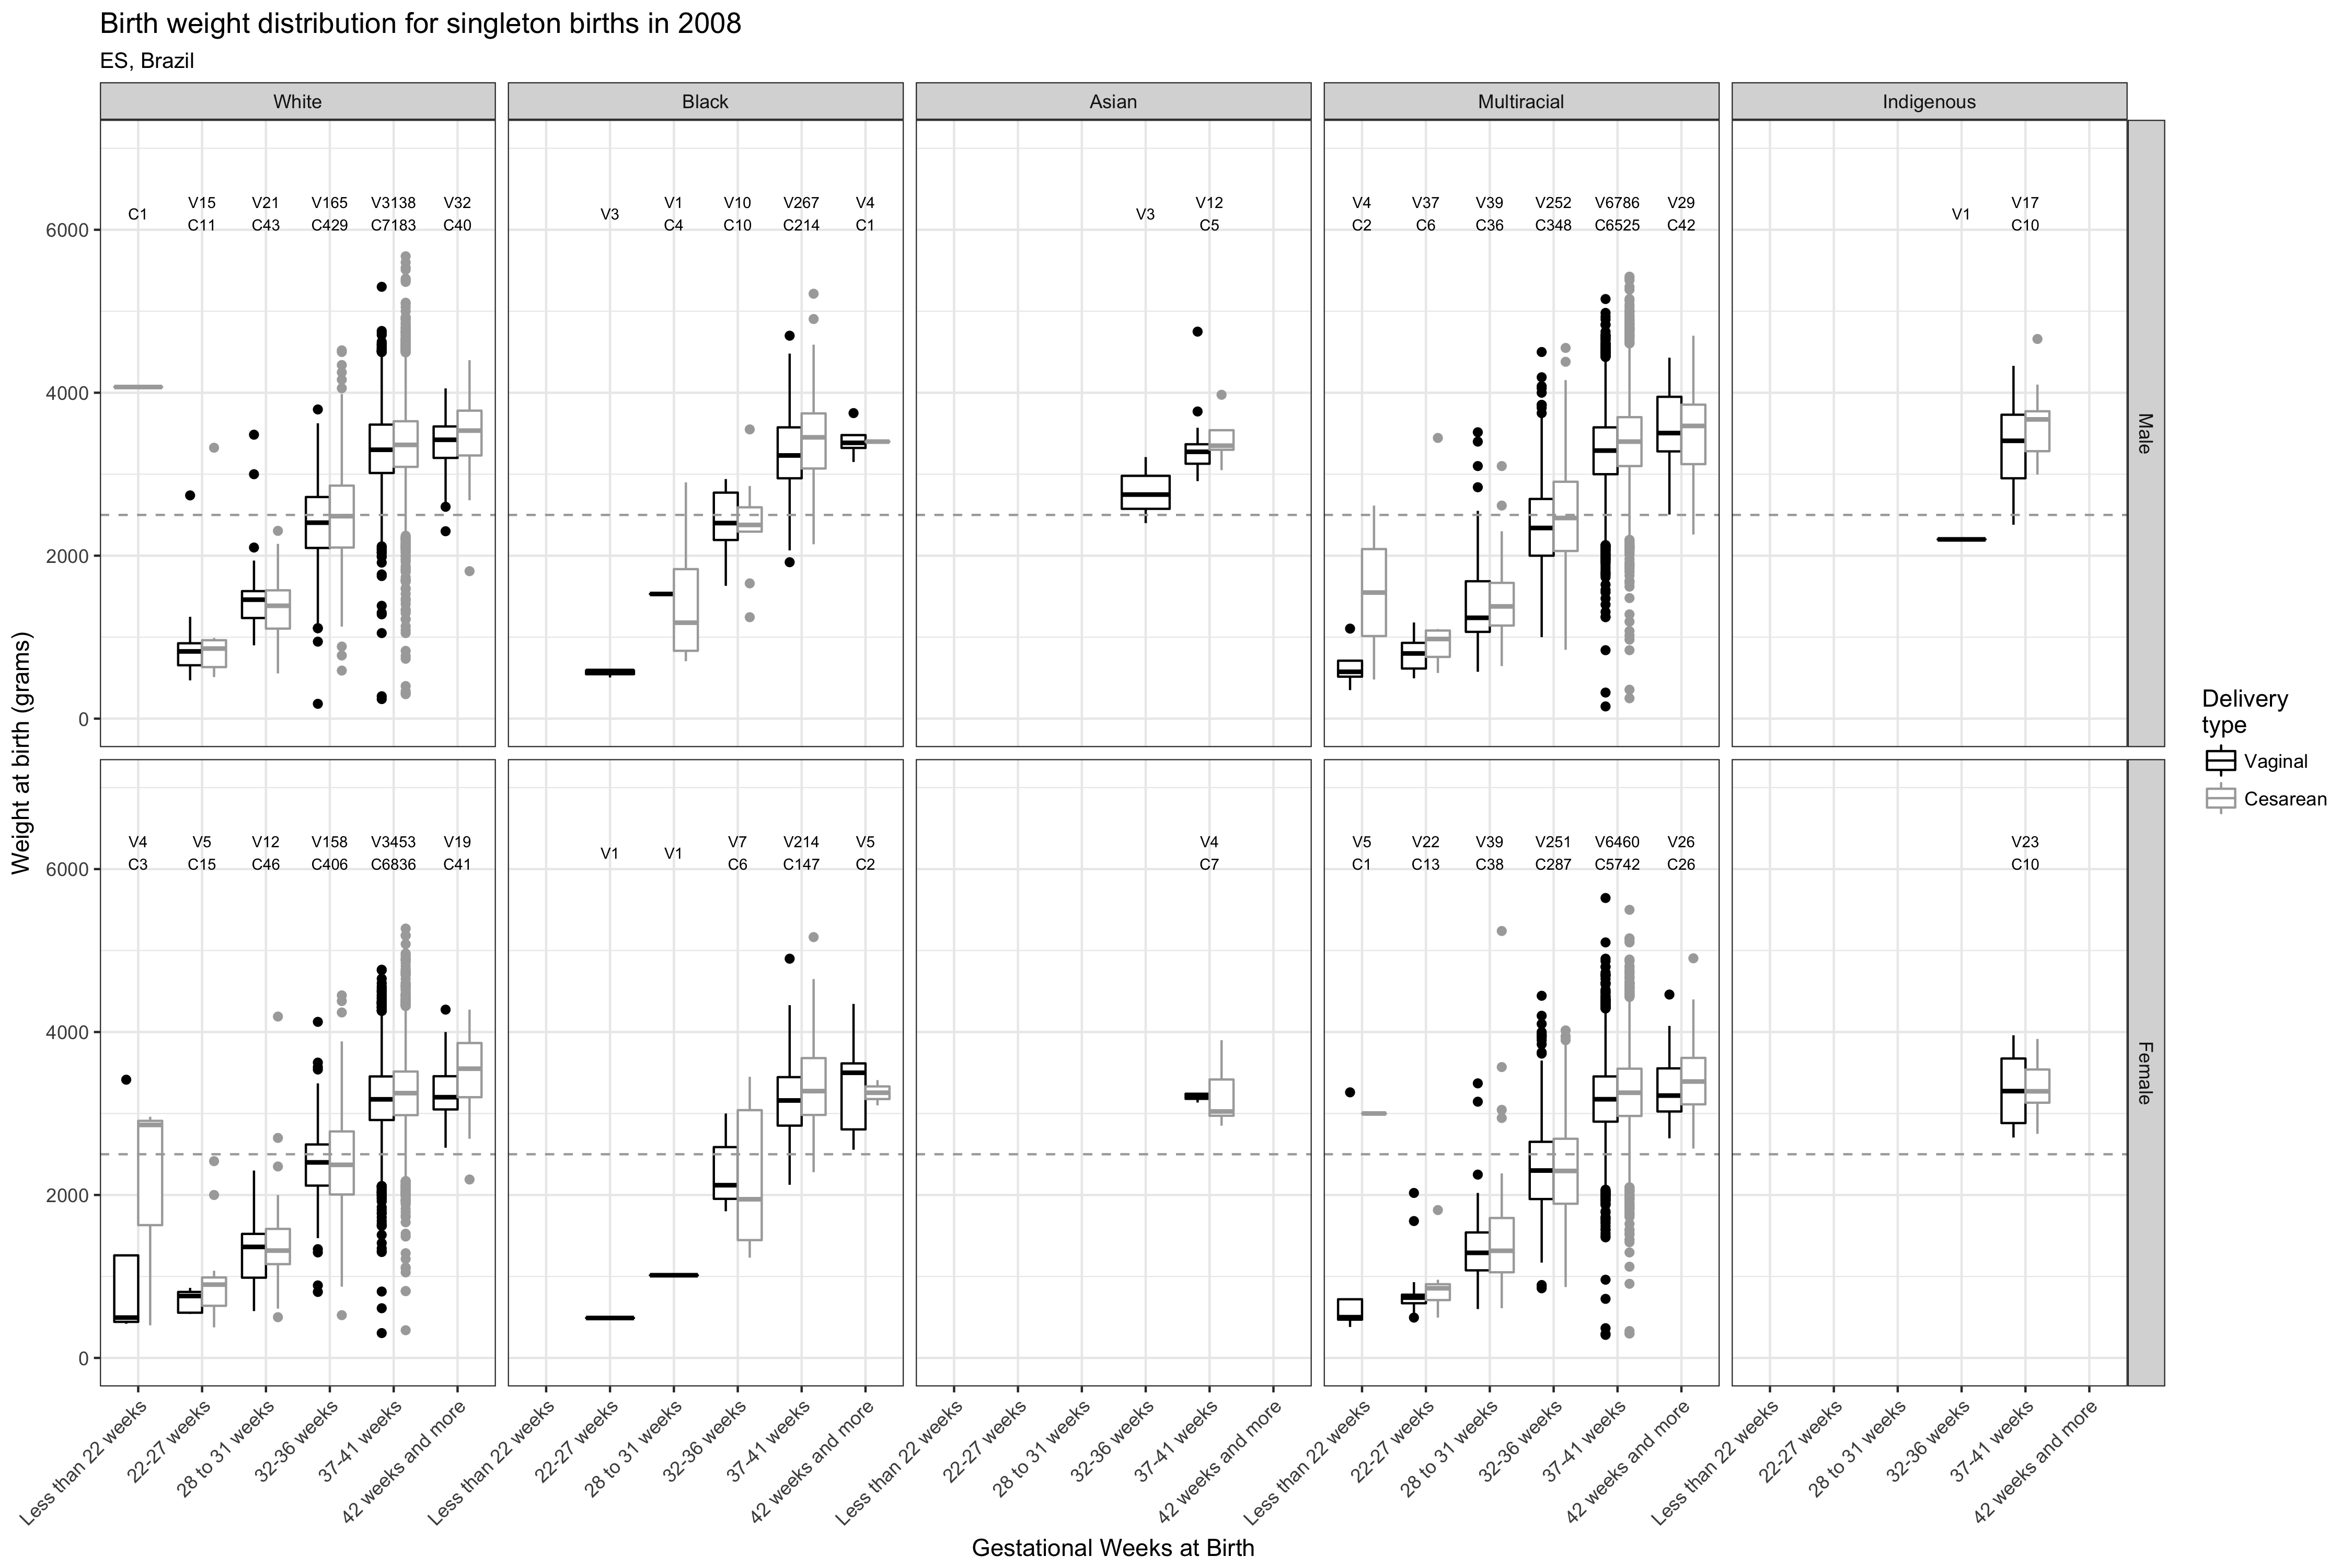 Birth weight distribution for singleton births in 2008
ES, Brazil
White
Black
Asian
Multiracial
Indigenous
V15 V21 V165 V3138 V32
C1
C11 C43 C429 C7183 C40
V1 V10 V267 V4
V3
C4 C10 C214 C1
V12
V3
C5
V4 V37 V39 V252 V6786 V29
C2 C6 C36 C348 C6525 C42
V17
V1
C10
6000
4000
2000
0
Male
V4 V5 V12 V158 V3453 V19
C3 C15 C46 C406 C6836 C41
V7 V214 V5
V1 V1
C6 C147 C2
V4
C7
V5 V22 V39 V251 V6460 V26
C1 C13 C38 C287 C5742 C26
V23
C10
6000
4000
2000
0
Female
Weight at birth (grams)
Less than 22 weeks
22-27 weeks
28 to 31 weeks
32-36 weeks
37-41 weeks
42 weeks and more
Less than 22 weeks
22-27 weeks
28 to 31 weeks
32-36 weeks
37-41 weeks
42 weeks and more
Less than 22 weeks
22-27 weeks
28 to 31 weeks
32-36 weeks
37-41 weeks
42 weeks and more
Less than 22 weeks
22-27 weeks
28 to 31 weeks
32-36 weeks
37-41 weeks
42 weeks and more
Less than 22 weeks
22-27 weeks
28 to 31 weeks
32-36 weeks
37-41 weeks
42 weeks and more
Gestational Weeks at Birth
Delivery
type
Vaginal
Cesarean